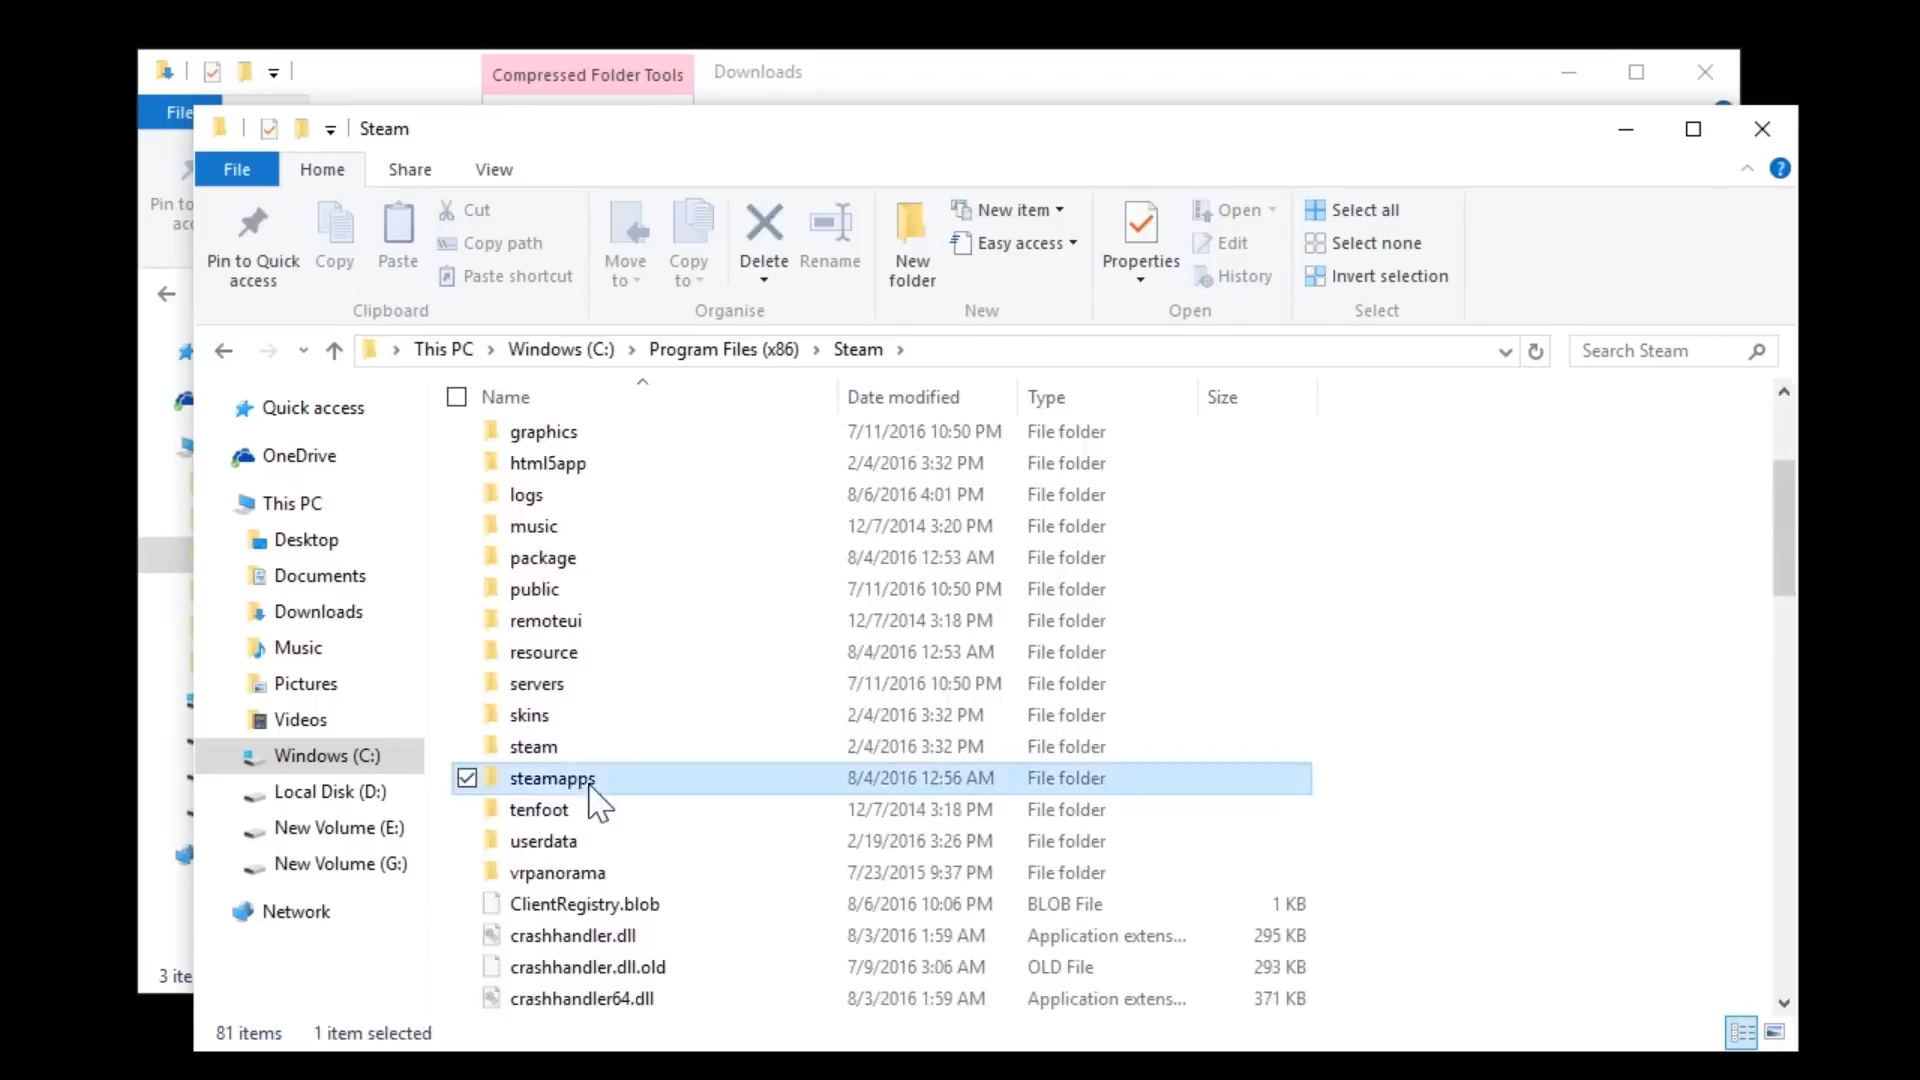 Compressed Folder Tools
Downloads
File
Steam
File Home Share View
Pin to Quick access
Copy
Paste
Cut
Copy path
Paste shortcut
Clipboard
Move to
Copy to
Delete
Rename
Organise
New folder
New item
Easy access
New
Properties
Open
Edit
History
Open
Select all
Select none
Invert selection
Select
Pin to
acc
This PC > Windows (C:) > Program Files (x86) > Steam >
Search Steam
Quick access
OneDrive
This PC
Desktop
Documents
Downloads
Music
Pictures
Videos
Windows (C:)
Local Disk (D:)
New Volume (E:)
New Volume (G:)
Network
Name Date modified Type Size
graphics 7/11/2016 10:50 PM File folder
html5app 2/4/2016 3:32 PM File folder
logs 8/6/2016 4:01 PM File folder
music 12/7/2014 3:20 PM File folder
package 8/4/2016 12:53 AM File folder
public 7/11/2016 10:50 PM File folder
remoteui 12/7/2014 3:18 PM File folder
resource 8/4/2016 12:53 AM File folder
servers 7/11/2016 10:50 PM File folder
skins 2/4/2016 3:32 PM File folder
steam 2/4/2016 3:32 PM File folder
steamapps 8/4/2016 12:56 AM File folder
tenfoot 12/7/2014 3:18 PM File folder
userdata 2/19/2016 3:26 PM File folder
vrpanorama 7/23/2015 9:37 PM File folder
ClientRegistry.blob 8/6/2016 10:06 PM BLOB File 1 KB
crashhandler.dll 8/3/2016 1:59 AM Application extens... 295 KB
crashhandler.dll.old 7/9/2016 3:06 AM OLD File 293 KB
crashhandler64.dll 8/3/2016 1:59 AM Application extens... 371 KB
3 ite
81 items 1 item selected